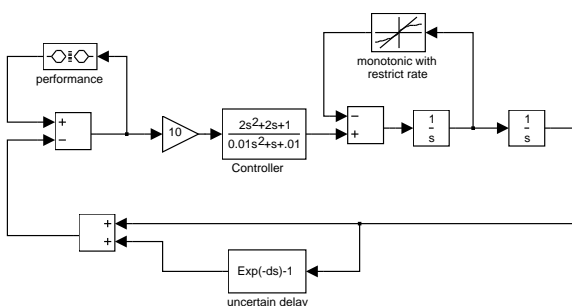 performance
monotonic with
restrict rate
+
−
10
2s²+2s+1
0.01s²+s+.01
Controller
−
+
1
s
1
s
+
+
Exp(-ds)-1
uncertain delay